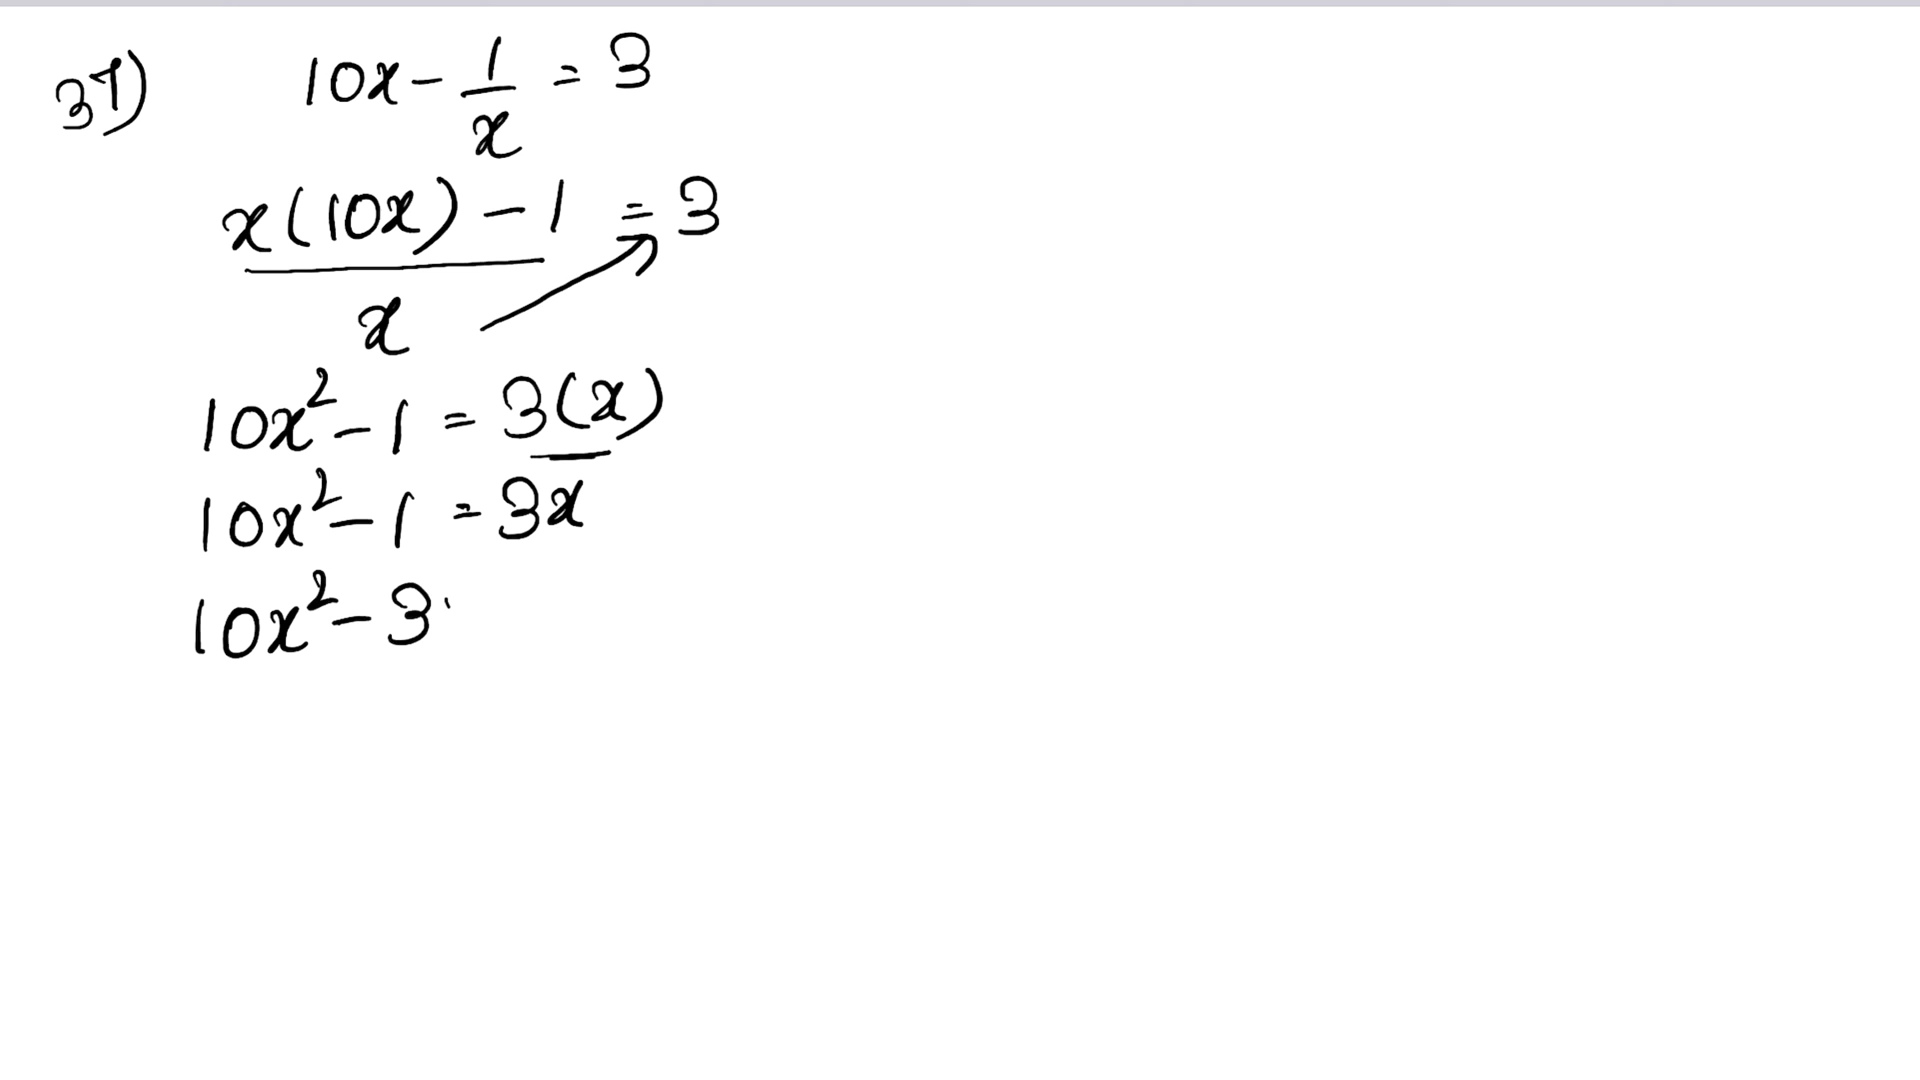 37) 10x - 1/x = 3
x(10x) - 1 / x = 3
10x² - 1 = 3(x)
10x² - 1 = 3x
10x² - 3